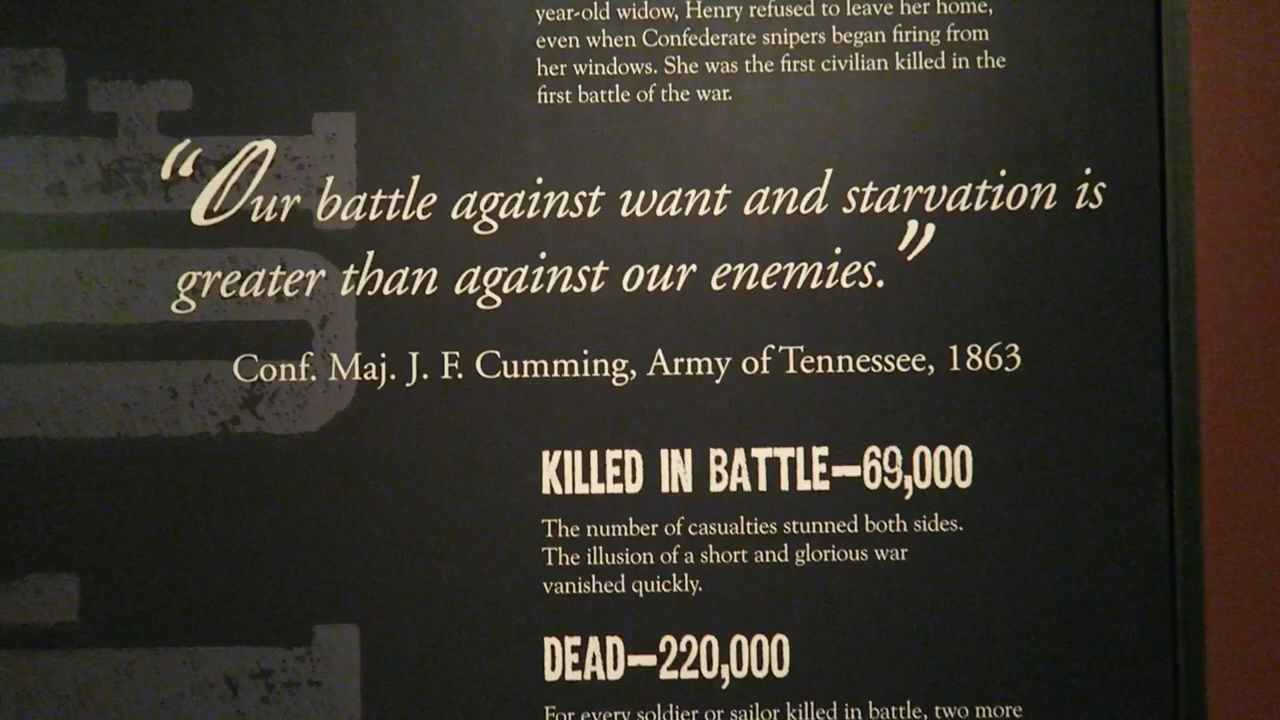 year-old widow, Henry refused to leave her home,
even when Confederate snipers began firing from
her windows. She was the first civilian killed in the
first battle of the war.
“Our battle against want and starvation is
greater than against our enemies.”
Conf. Maj. J. F. Cumming, Army of Tennessee, 1863
KILLED IN BATTLE—69,000
The number of casualties stunned both sides.
The illusion of a short and glorious war
vanished quickly.
DEAD—220,000
For every soldier or sailor killed in battle, two more